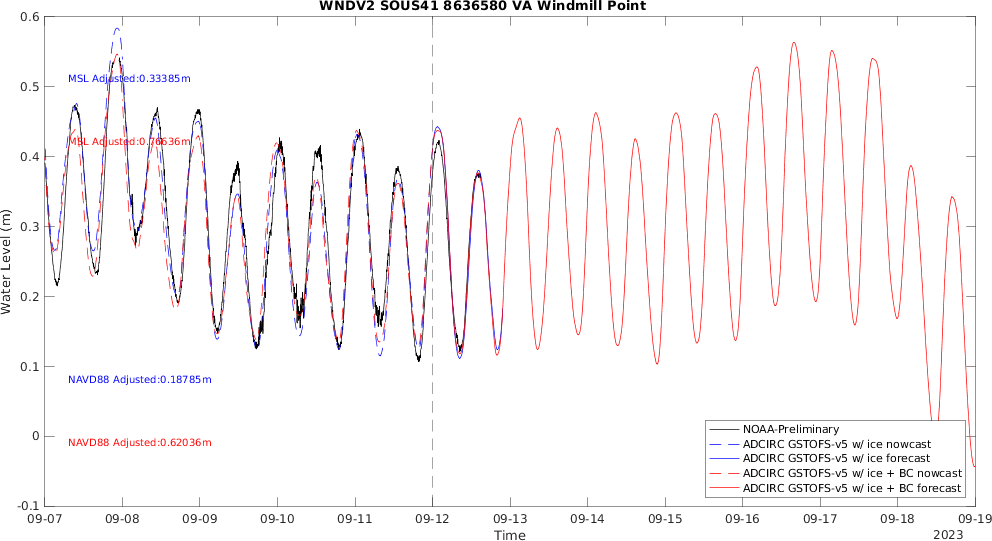 WNDV2 SOUS41 8636580 VA Windmill Point
0.6
0.5
0.4
0.3
0.2
0.1
0
-0.1
Water Level (m)
MSL Adjusted:0.33385m
MSL Adjusted:0.76636m
NAVD88 Adjusted:0.18785m
NAVD88 Adjusted:0.62036m
NOAA-Preliminary
ADCIRC GSTOFS-v5 w/ ice nowcast
ADCIRC GSTOFS-v5 w/ ice forecast
ADCIRC GSTOFS-v5 w/ ice + BC nowcast
ADCIRC GSTOFS-v5 w/ ice + BC forecast
09-07 09-08 09-09 09-10 09-11 09-12 09-13 09-14 09-15 09-16 09-17 09-18 09-19
Time
2023